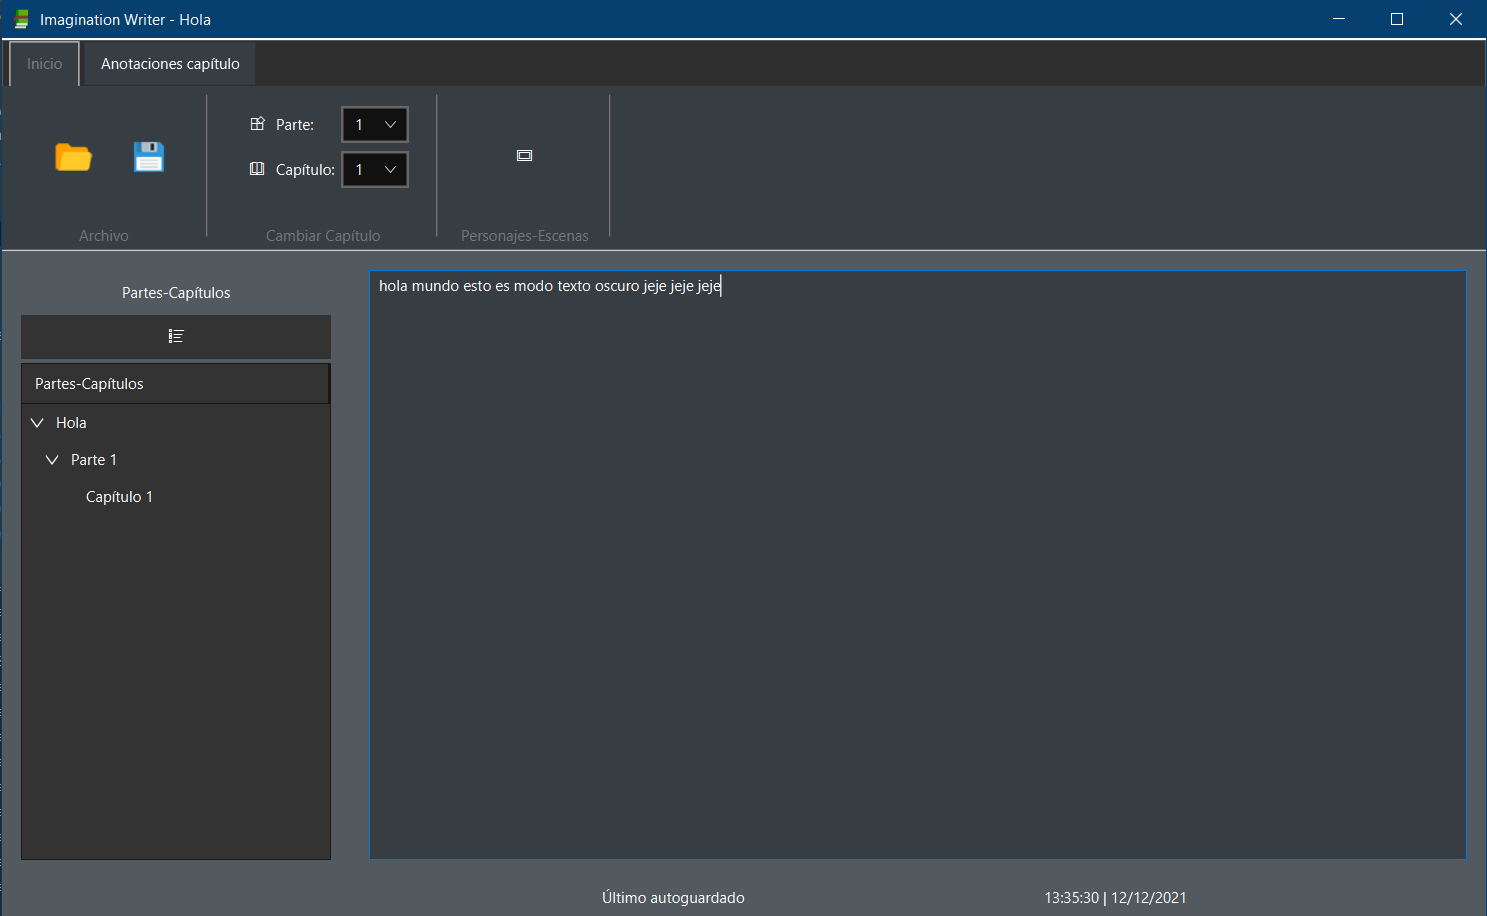 Imagination Writer - Hola
Inicio
Anotaciones capítulo
Parte: 1
Capítulo: 1
Archivo
Cambiar Capítulo
Personajes-Escenas
Partes-Capítulos
Partes-Capítulos
Hola
Parte 1
Capítulo 1
hola mundo esto es modo texto oscuro jeje jeje jeje
Último autoguardado
13:35:30 | 12/12/2021